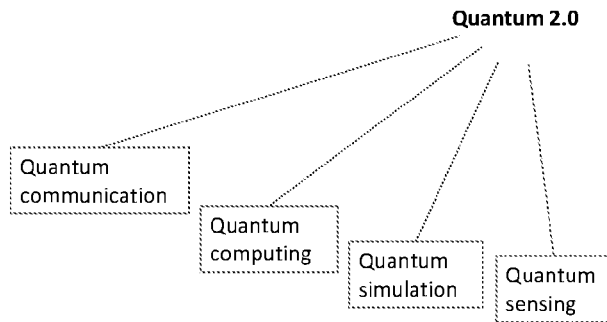 Quantum 2.0
Quantum
communication
Quantum
computing
Quantum
simulation
Quantum
sensing